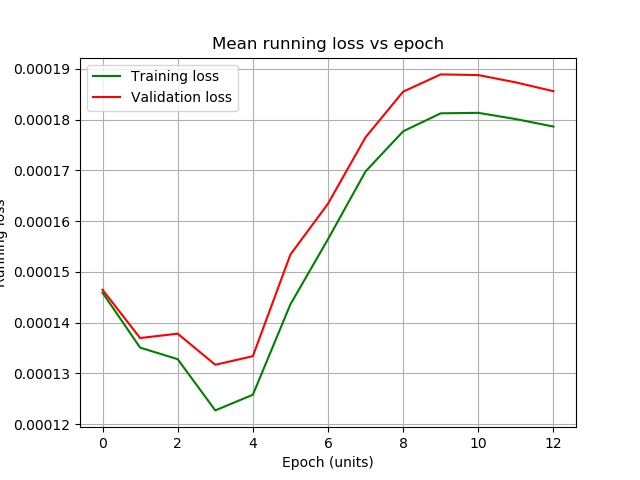 Mean running loss vs epoch
Training loss
Validation loss
0.00019
0.00018
0.00017
0.00016
0.00015
0.00014
0.00013
0.00012
Running loss
0 2 4 6 8 10 12
Epoch (units)